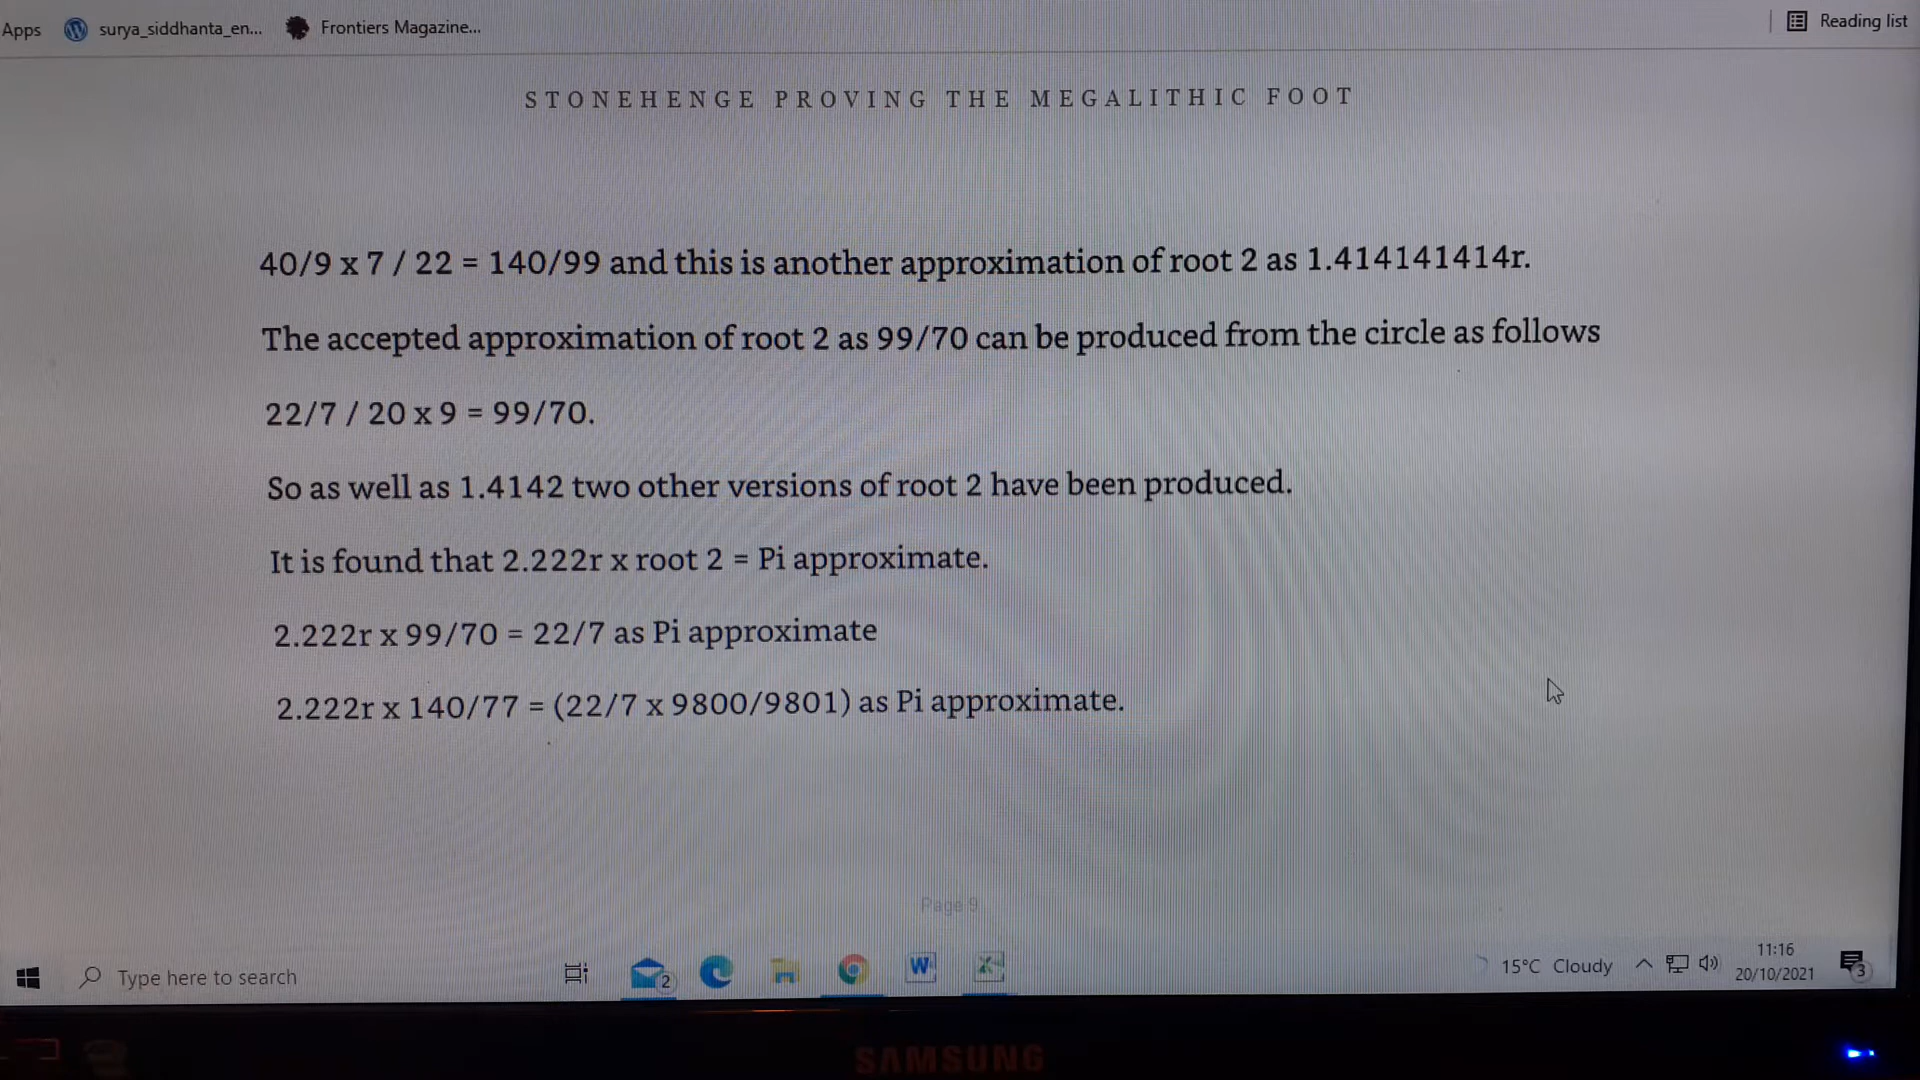 Apps surya_siddhanta_en... Frontiers Magazine... Reading list
STONEHENGE PROVING THE MEGALITHIC FOOT
40/9 x 7 / 22 = 140/99 and this is another approximation of root 2 as 1.414141414r.
The accepted approximation of root 2 as 99/70 can be produced from the circle as follows
22/7 / 20 x 9 = 99/70.
So as well as 1.4142 two other versions of root 2 have been produced.
It is found that 2.222r x root 2 = Pi approximate.
2.222r x 99/70 = 22/7 as Pi approximate
2.222r x 140/77 = (22/7 x 9800/9801) as Pi approximate.
Page 9
Type here to search 2 W X 15°C Cloudy 11:16
20/10/2021 3
SAMSUNG